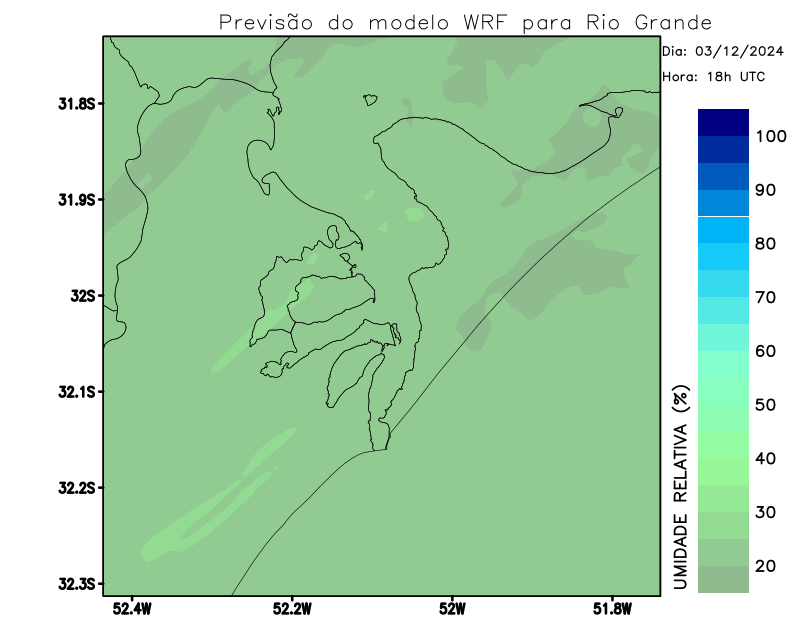 Previsão do modelo WRF para Rio Grande
Dia: 03/12/2024
Hora: 18h UTC
31.8S
31.9S
32S
32.1S
32.2S
32.3S
52.4W
52.2W
52W
51.8W
UMIDADE RELATIVA (%)
100
90
80
70
60
50
40
30
20